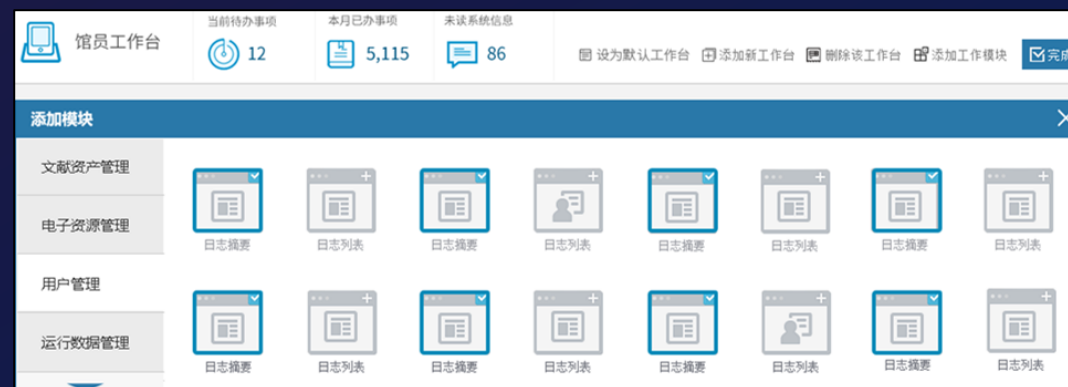 馆员工作台
当前待办事项
12
本月已办事项
5,115
未读系统信息
86
设为默认工作台 添加新工作台 删除该工作台 添加工作模块 完成
添加模块
文献资产管理
电子资源管理
用户管理
运行数据管理
日志摘要 日志列表 日志摘要 日志列表 日志摘要 日志列表 日志摘要 日志列表
日志摘要 日志列表 日志摘要 日志列表 日志摘要 日志列表 日志摘要 日志列表